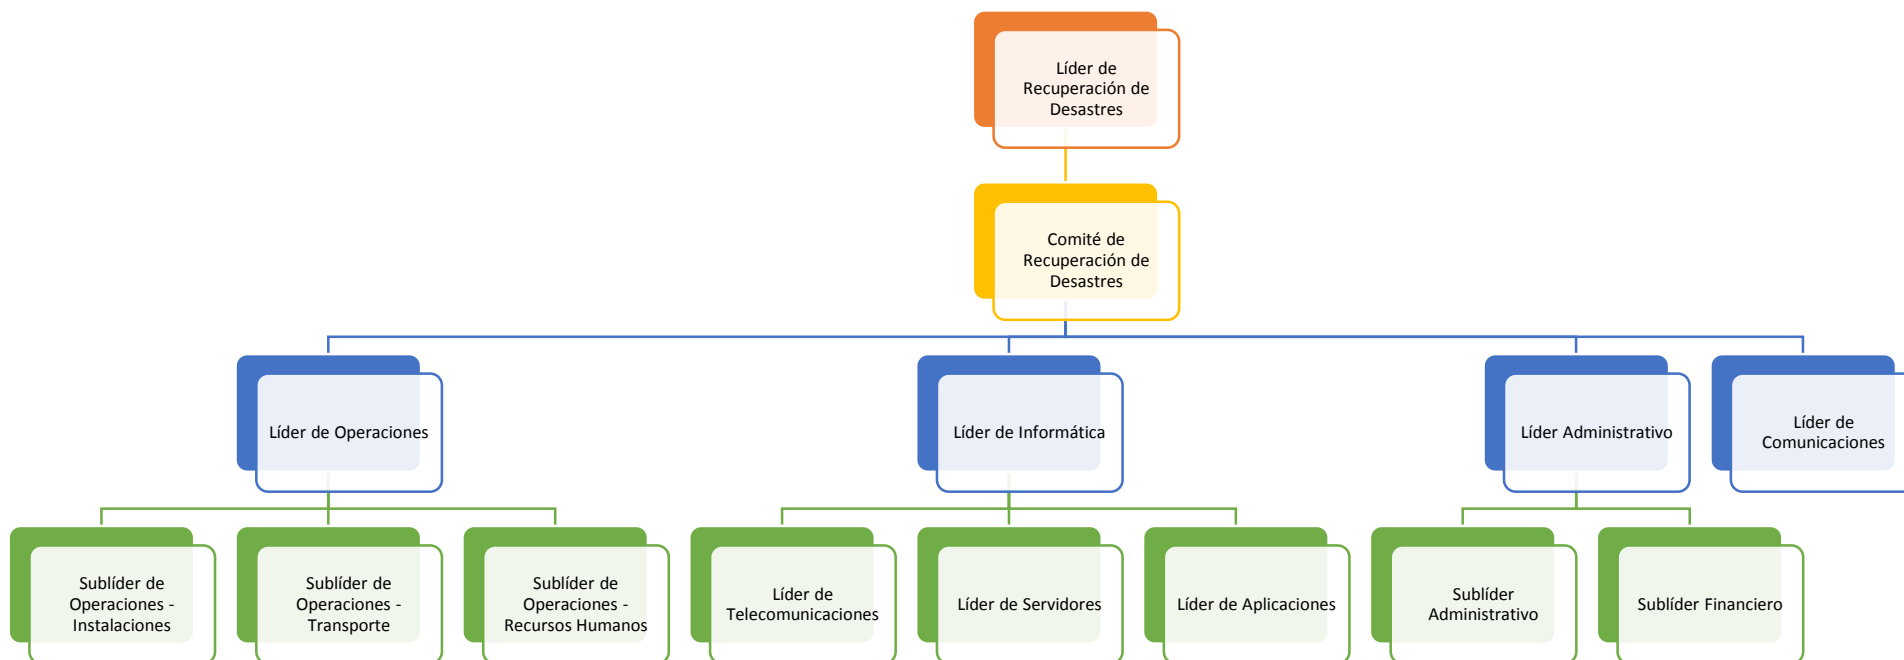 Líder de
Recuperación de
Desastres
Comité de
Recuperación de
Desastres
Líder de Operaciones
Líder de Informática
Líder Administrativo
Líder de
Comunicaciones
Sublíder de
Operaciones -
Instalaciones
Sublíder de
Operaciones -
Transporte
Sublíder de
Operaciones -
Recursos Humanos
Líder de
Telecomunicaciones
Líder de Servidores
Líder de Aplicaciones
Sublíder
Administrativo
Sublíder Financiero